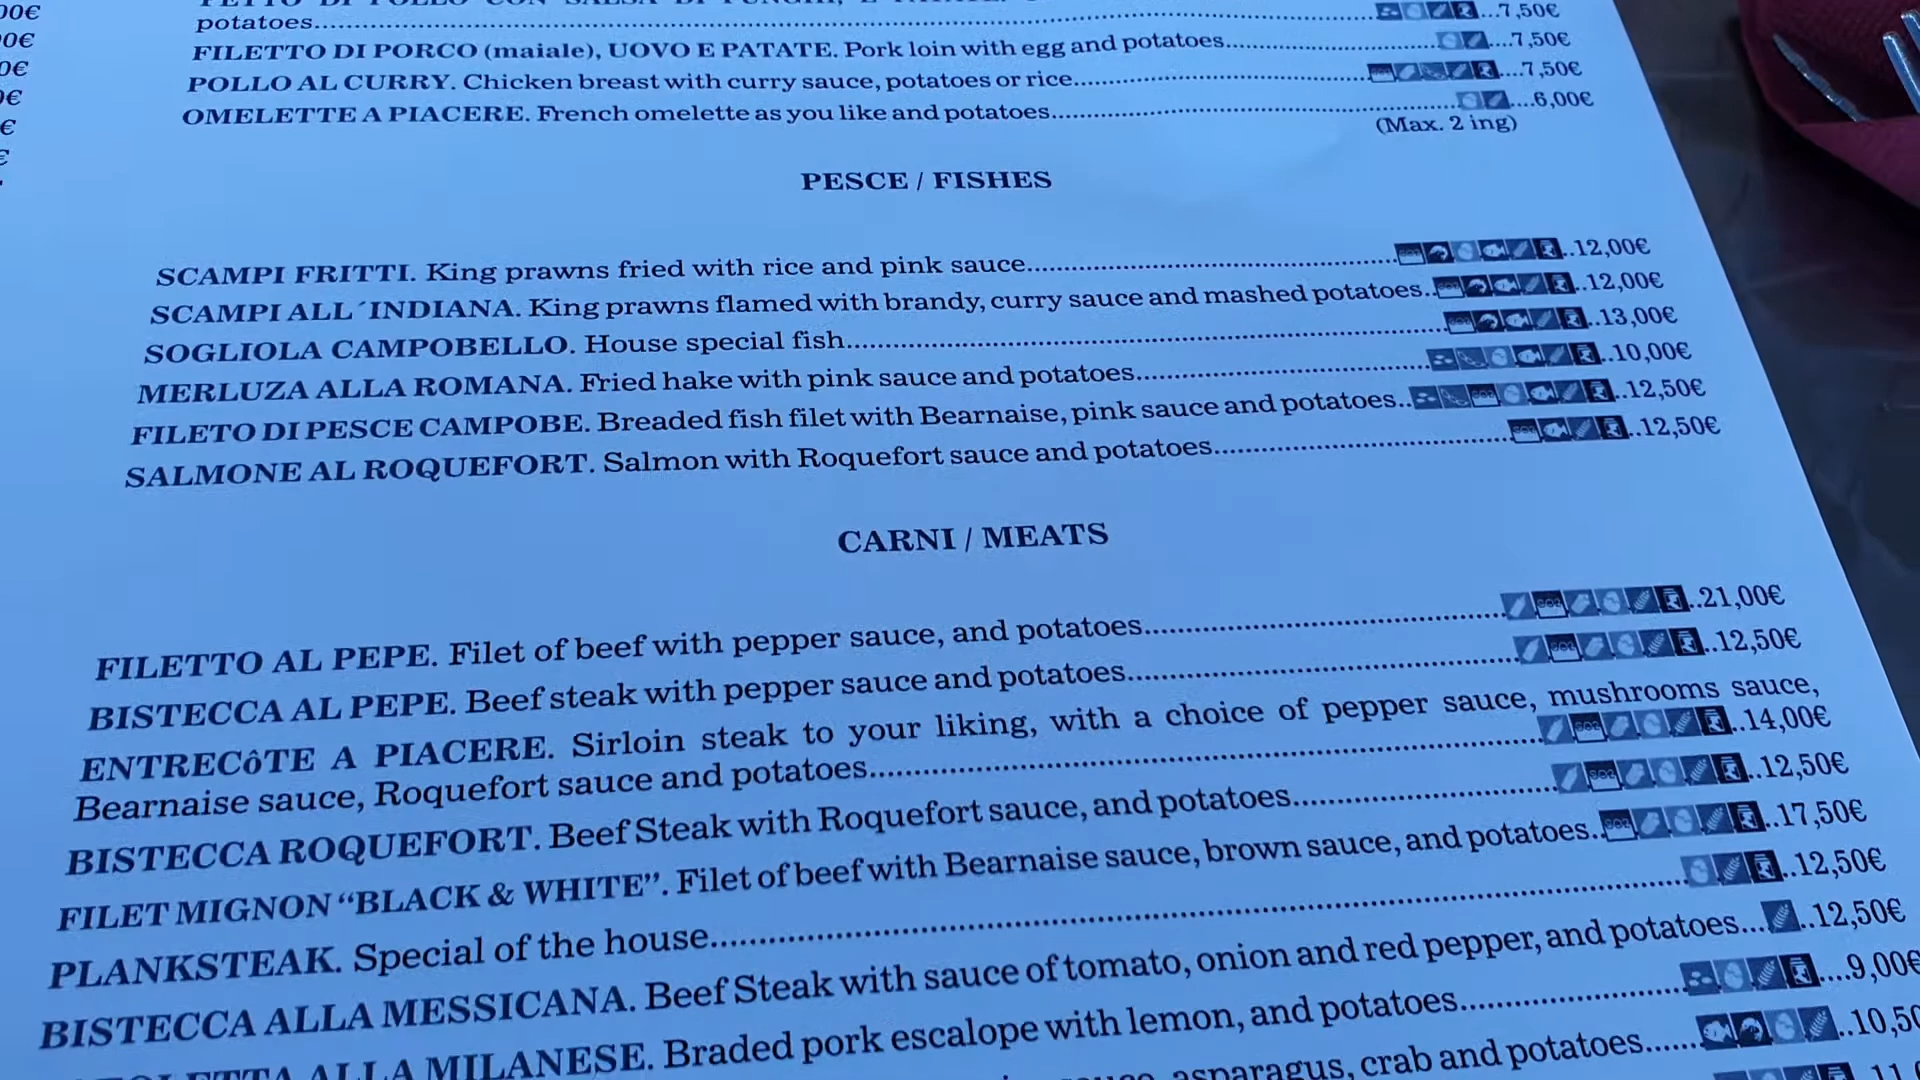 00€
potatoes....7,50€
00€
FILETTO DI PORCO (maiale), UOVO E PATATE. Pork loin with egg and potatoes....7,50€
0€
POLLO AL CURRY. Chicken breast with curry sauce, potatoes or rice....7,50€
€
OMELETTE A PIACERE. French omelette as you like and potatoes....6,00€
(Max. 2 ing)
PESCE / FISHES
SCAMPI FRITTI. King prawns fried with rice and pink sauce...12,00€
SCAMPI ALL´INDIANA. King prawns flamed with brandy, curry sauce and mashed potatoes..12,00€
SOGLIOLA CAMPOBELLO. House special fish...13,00€
MERLUZA ALLA ROMANA. Fried hake with pink sauce and potatoes...10,00€
FILETO DI PESCE CAMPOBE. Breaded fish filet with Bearnaise, pink sauce and potatoes..12,50€
SALMONE AL ROQUEFORT. Salmon with Roquefort sauce and potatoes...12,50€
CARNI / MEATS
FILETTO AL PEPE. Filet of beef with pepper sauce, and potatoes...21,00€
BISTECCA AL PEPE. Beef steak with pepper sauce and potatoes...12,50€
ENTRECôTE A PIACERE. Sirloin steak to your liking, with a choice of pepper sauce, mushrooms sauce,
Bearnaise sauce, Roquefort sauce and potatoes...14,00€
BISTECCA ROQUEFORT. Beef Steak with Roquefort sauce, and potatoes...12,50€
FILET MIGNON “BLACK & WHITE”. Filet of beef with Bearnaise sauce, brown sauce, and potatoes..17,50€
PLANKSTEAK. Special of the house...12,50€
BISTECCA ALLA MESSICANA. Beef Steak with sauce of tomato, onion and red pepper, and potatoes...12,50€
ALLA MILANESE. Braded pork escalope with lemon, and potatoes....9,00€
asparagus, crab and potatoes...10,50